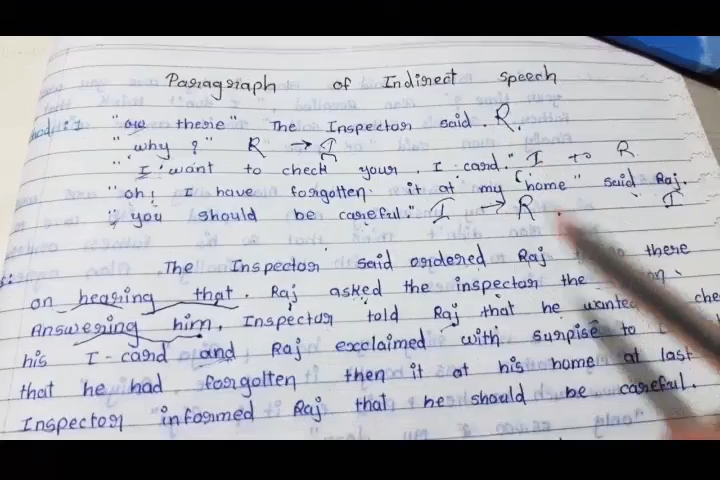 Paragraph of Indirect speech
"are there" The Inspector said. R.
"why?" R → I
"I want to check your I card." I to R
"oh! I have forgotten it at my home" said Raj.
"you should be careful." I → R. I
The Inspector said ordered Raj there
on hearing that. Raj asked the inspector the
Answering him, Inspector told Raj that he wanted
his I-card and Raj exclaimed with surprise to
that he had forgotten then it at his home at last
Inspector informed Raj that he should be careful.